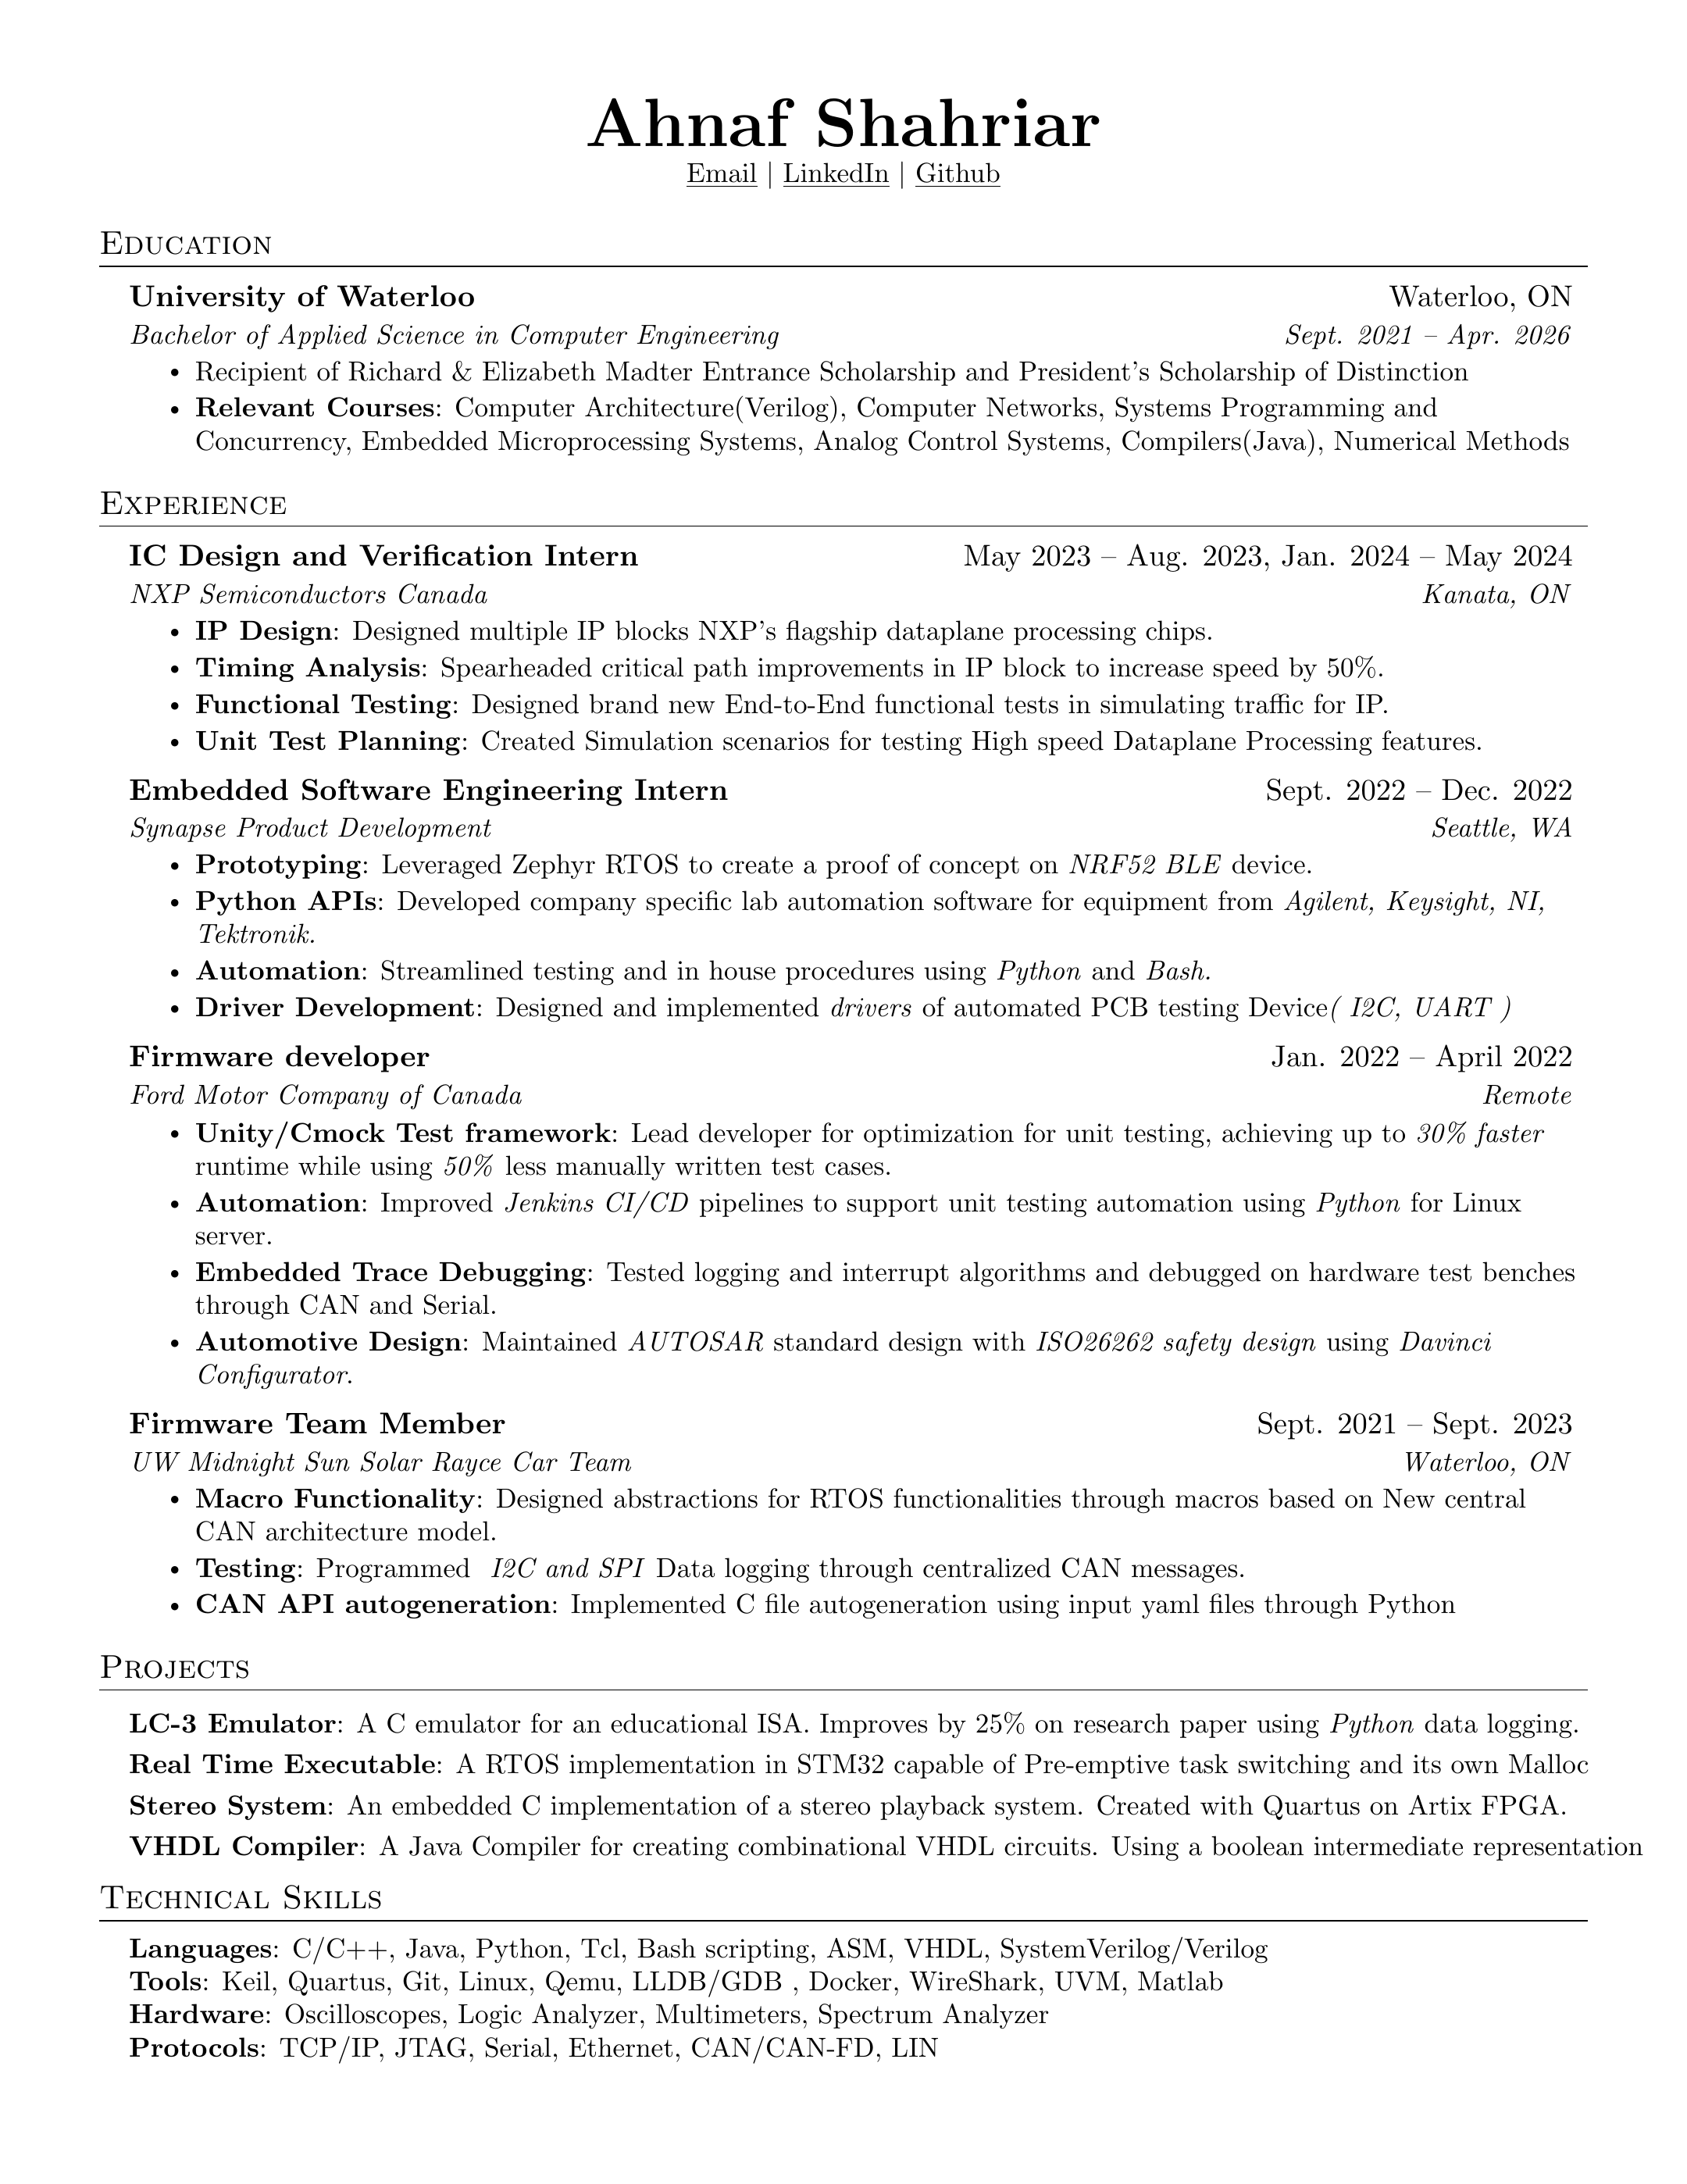 Ahnaf Shahriar
Email | LinkedIn | Github
Education
University of Waterloo Waterloo, ON
Bachelor of Applied Science in Computer Engineering Sept. 2021 – Apr. 2026
• Recipient of Richard & Elizabeth Madter Entrance Scholarship and President's Scholarship of Distinction
• Relevant Courses: Computer Architecture(Verilog), Computer Networks, Systems Programming and
Concurrency, Embedded Microprocessing Systems, Analog Control Systems, Compilers(Java), Numerical Methods
Experience
IC Design and Verification Intern May 2023 – Aug. 2023, Jan. 2024 – May 2024
NXP Semiconductors Canada Kanata, ON
• IP Design: Designed multiple IP blocks NXP's flagship dataplane processing chips.
• Timing Analysis: Spearheaded critical path improvements in IP block to increase speed by 50%.
• Functional Testing: Designed brand new End-to-End functional tests in simulating traffic for IP.
• Unit Test Planning: Created Simulation scenarios for testing High speed Dataplane Processing features.
Embedded Software Engineering Intern Sept. 2022 – Dec. 2022
Synapse Product Development Seattle, WA
• Prototyping: Leveraged Zephyr RTOS to create a proof of concept on NRF52 BLE device.
• Python APIs: Developed company specific lab automation software for equipment from Agilent, Keysight, NI,
Tektronik.
• Automation: Streamlined testing and in house procedures using Python and Bash.
• Driver Development: Designed and implemented drivers of automated PCB testing Device( I2C, UART )
Firmware developer Jan. 2022 – April 2022
Ford Motor Company of Canada Remote
• Unity/Cmock Test framework: Lead developer for optimization for unit testing, achieving up to 30% faster
runtime while using 50% less manually written test cases.
• Automation: Improved Jenkins CI/CD pipelines to support unit testing automation using Python for Linux
server.
• Embedded Trace Debugging: Tested logging and interrupt algorithms and debugged on hardware test benches
through CAN and Serial.
• Automotive Design: Maintained AUTOSAR standard design with ISO26262 safety design using Davinci
Configurator.
Firmware Team Member Sept. 2021 – Sept. 2023
UW Midnight Sun Solar Rayce Car Team Waterloo, ON
• Macro Functionality: Designed abstractions for RTOS functionalities through macros based on New central
CAN architecture model.
• Testing: Programmed I2C and SPI Data logging through centralized CAN messages.
• CAN API autogeneration: Implemented C file autogeneration using input yaml files through Python
Projects
LC-3 Emulator: A C emulator for an educational ISA. Improves by 25% on research paper using Python data logging.
Real Time Executable: A RTOS implementation in STM32 capable of Pre-emptive task switching and its own Malloc
Stereo System: An embedded C implementation of a stereo playback system. Created with Quartus on Artix FPGA.
VHDL Compiler: A Java Compiler for creating combinational VHDL circuits. Using a boolean intermediate representation
Technical Skills
Languages: C/C++, Java, Python, Tcl, Bash scripting, ASM, VHDL, SystemVerilog/Verilog
Tools: Keil, Quartus, Git, Linux, Qemu, LLDB/GDB , Docker, WireShark, UVM, Matlab
Hardware: Oscilloscopes, Logic Analyzer, Multimeters, Spectrum Analyzer
Protocols: TCP/IP, JTAG, Serial, Ethernet, CAN/CAN-FD, LIN